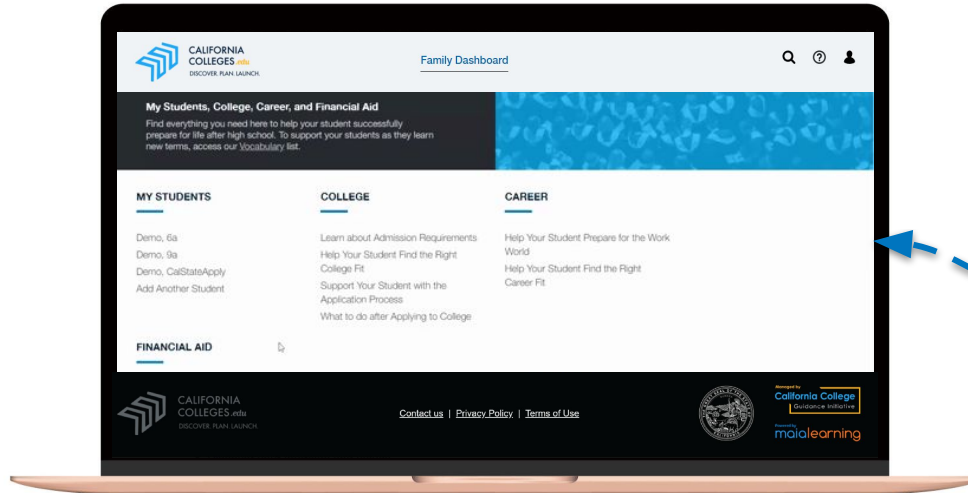 CALIFORNIA
COLLEGES.edu
DISCOVER. PLAN. LAUNCH.
Family Dashboard
My Students, College, Career, and Financial Aid
Find everything you need here to help your student successfully
prepare for life after high school. To support your students as they learn
new terms, access our Vocabulary list.
MY STUDENTS
Demo, 6a
Demo, 9a
Demo, CalStateApply
Add Another Student
COLLEGE
Learn about Admission Requirements
Help Your Student Find the Right
College Fit
Support Your Student with the
Application Process
What to do after Applying to College
CAREER
Help Your Student Prepare for the Work
World
Help Your Student Find the Right
Career Fit
FINANCIAL AID
CALIFORNIA
COLLEGES.edu
DISCOVER. PLAN. LAUNCH.
Contact us | Privacy Policy | Terms of Use
Managed by
California College
Guidance Initiative
Powered by
maialearning